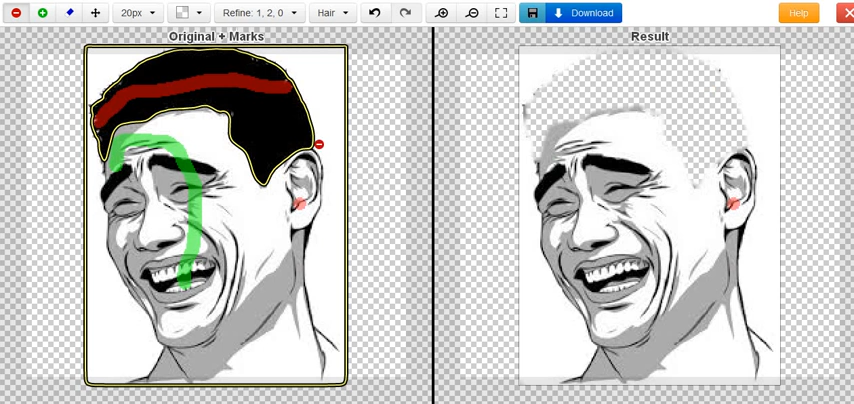 20px Refine: 1, 2, 0 Hair Download Help
Original + Marks Result